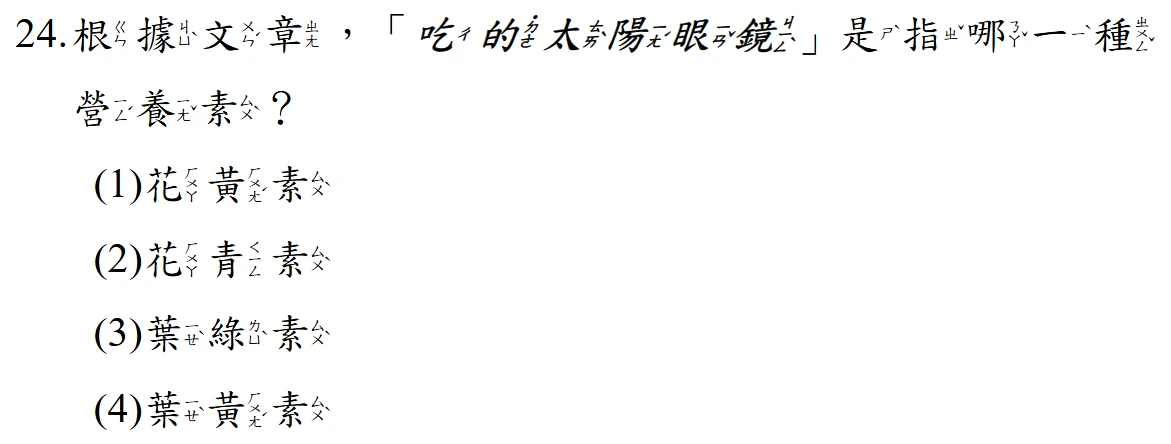 24.根據文章,「吃的太陽眼鏡」是指哪一種
營養素?
(1)花黃素
(2)花青素
(3)葉綠素
(4)葉黃素